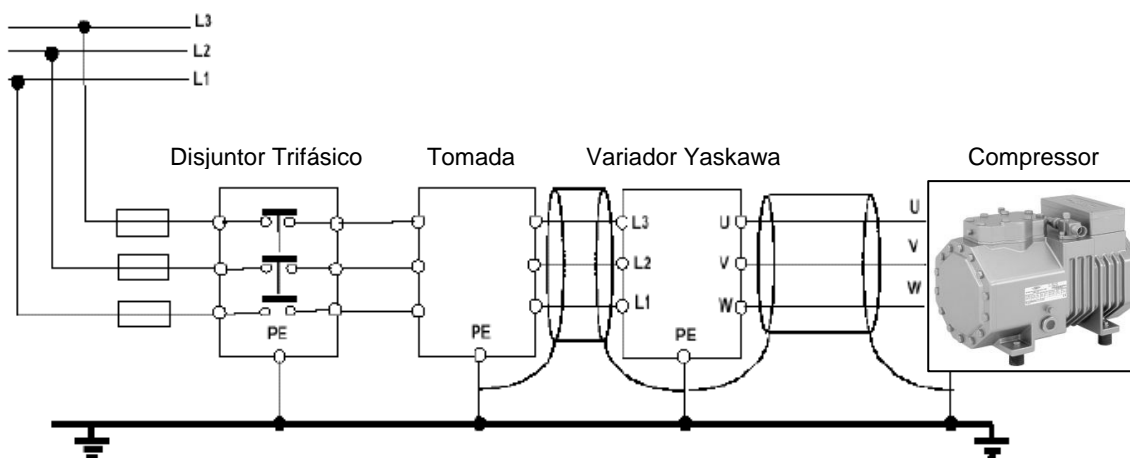 L3
L2
L1
Disjuntor Trifásico
Tomada
Variador Yaskawa
Compressor
L3
U
U
L2
V
V
L1
W
W
PE
PE
PE